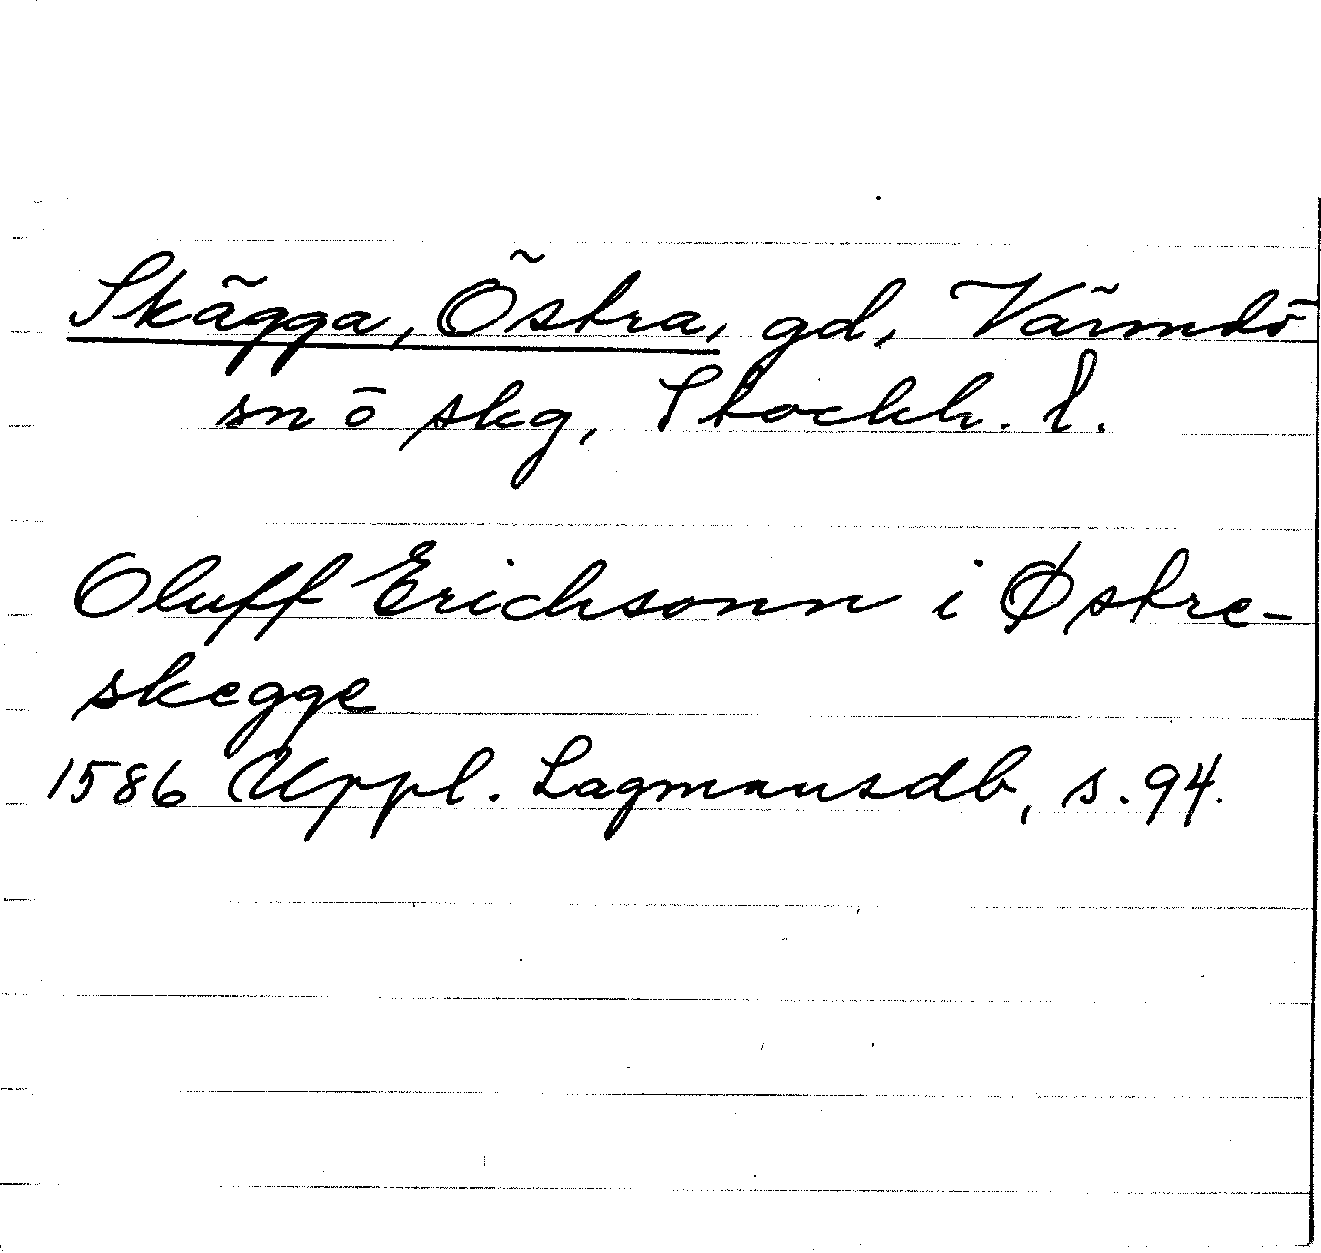 Skägga, Östra, gd, Värmdö
sn ö skg, Stockh. l.
Oluff Erichsonn i Østre-
skegge
1586 Uppl. Lagmansdb, s. 94.